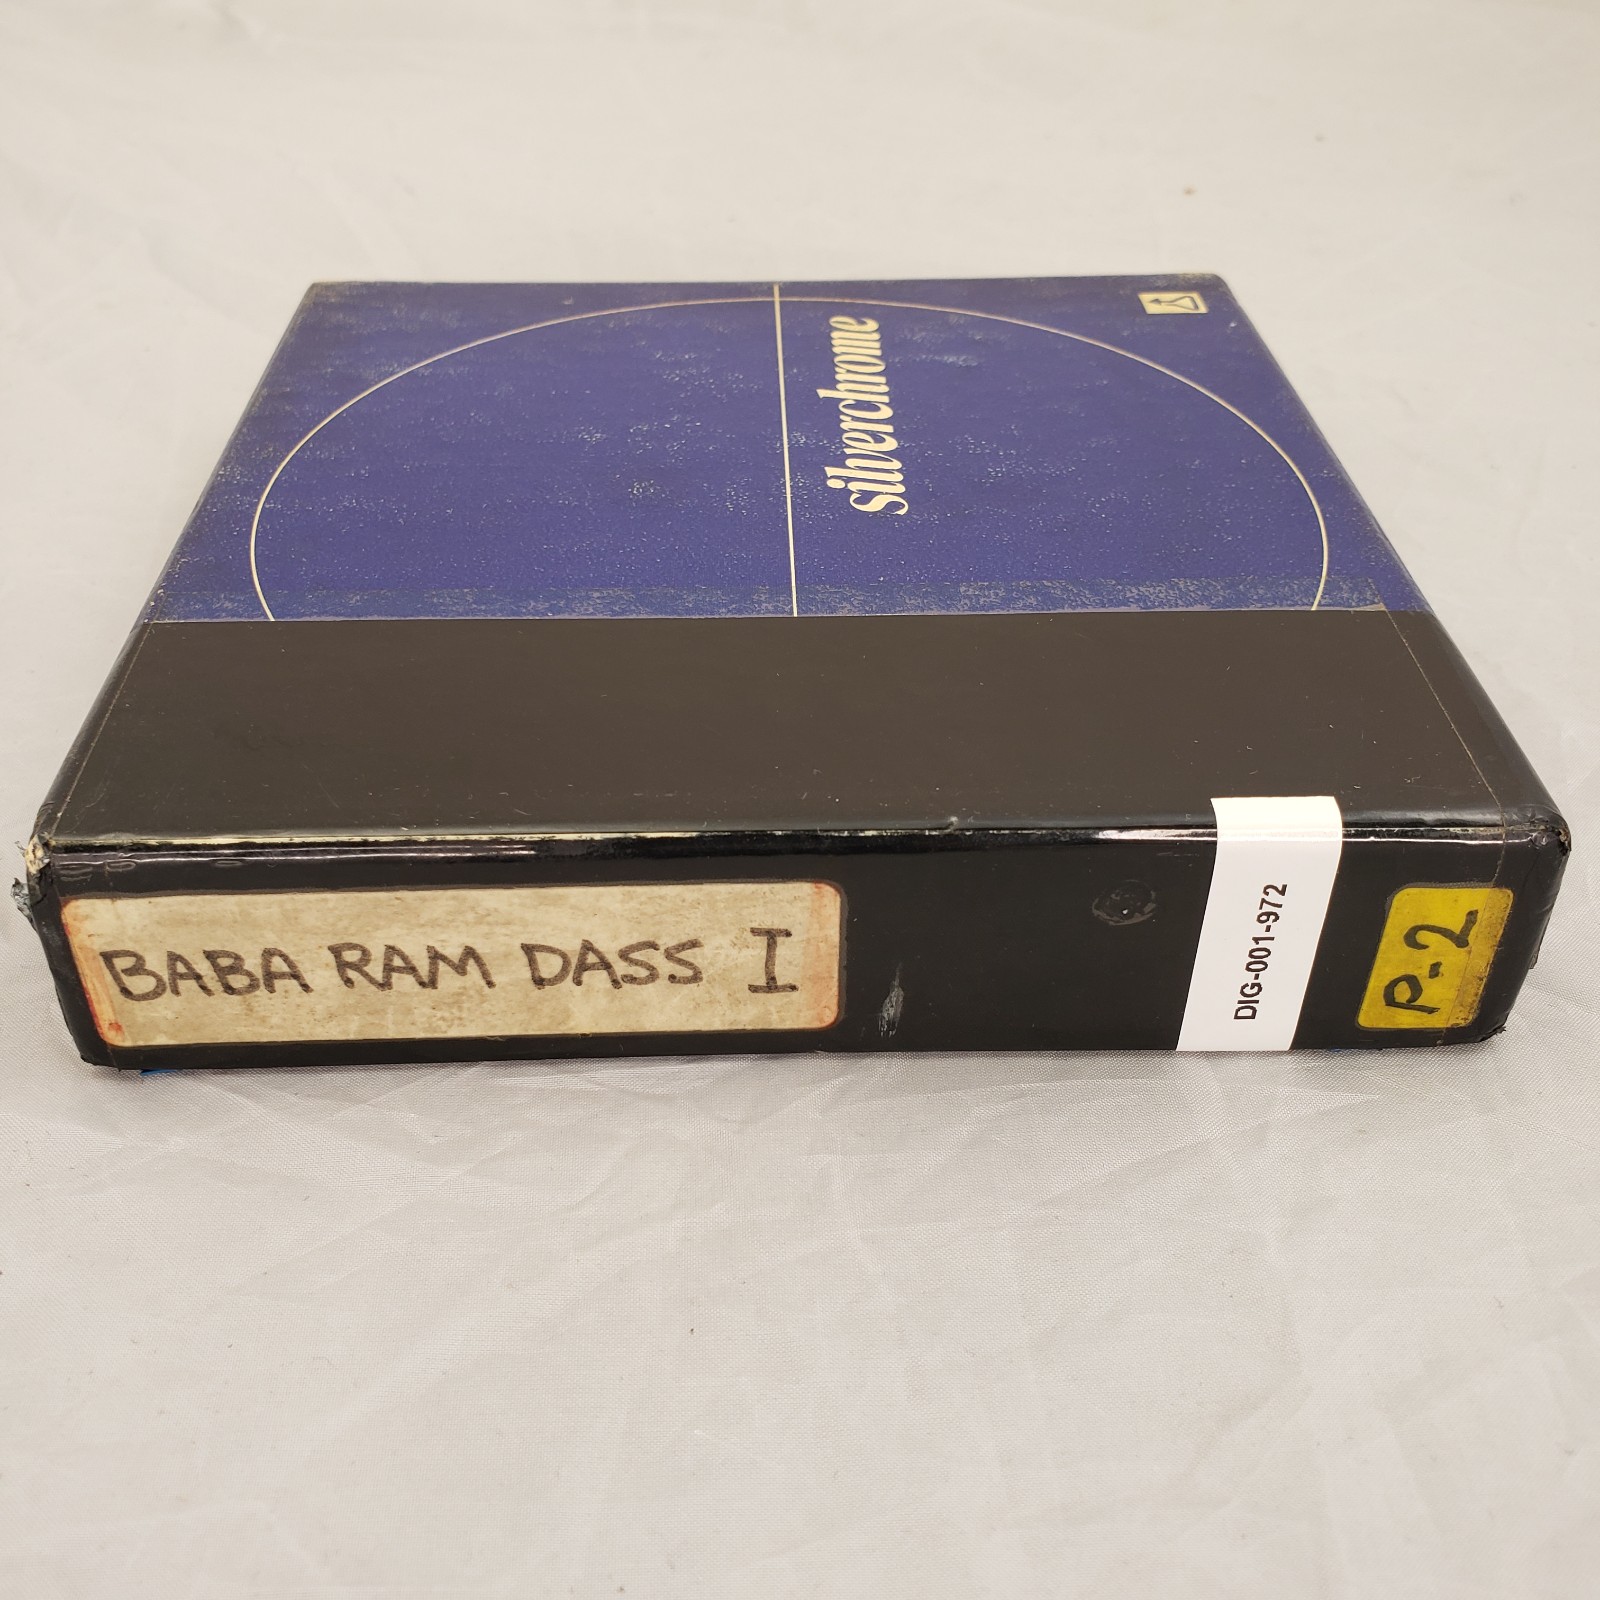 silverchrome
BABA RAM DASS I
DIG-001-972
P-2